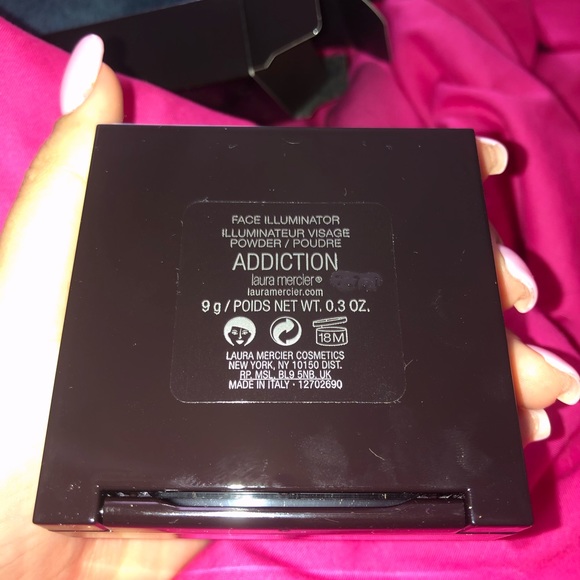 FACE ILLUMINATOR
ILLUMINATEUR VISAGE
POWDER / POUDRE
ADDICTION
laura mercier®
lauramercier.com
9 g / POIDS NET WT. 0.3 OZ.
18M
LAURA MERCIER COSMETICS
NEW YORK, NY 10150 DIST.
RP, MSL, BL9 5NB, UK
MADE IN ITALY · 12702690